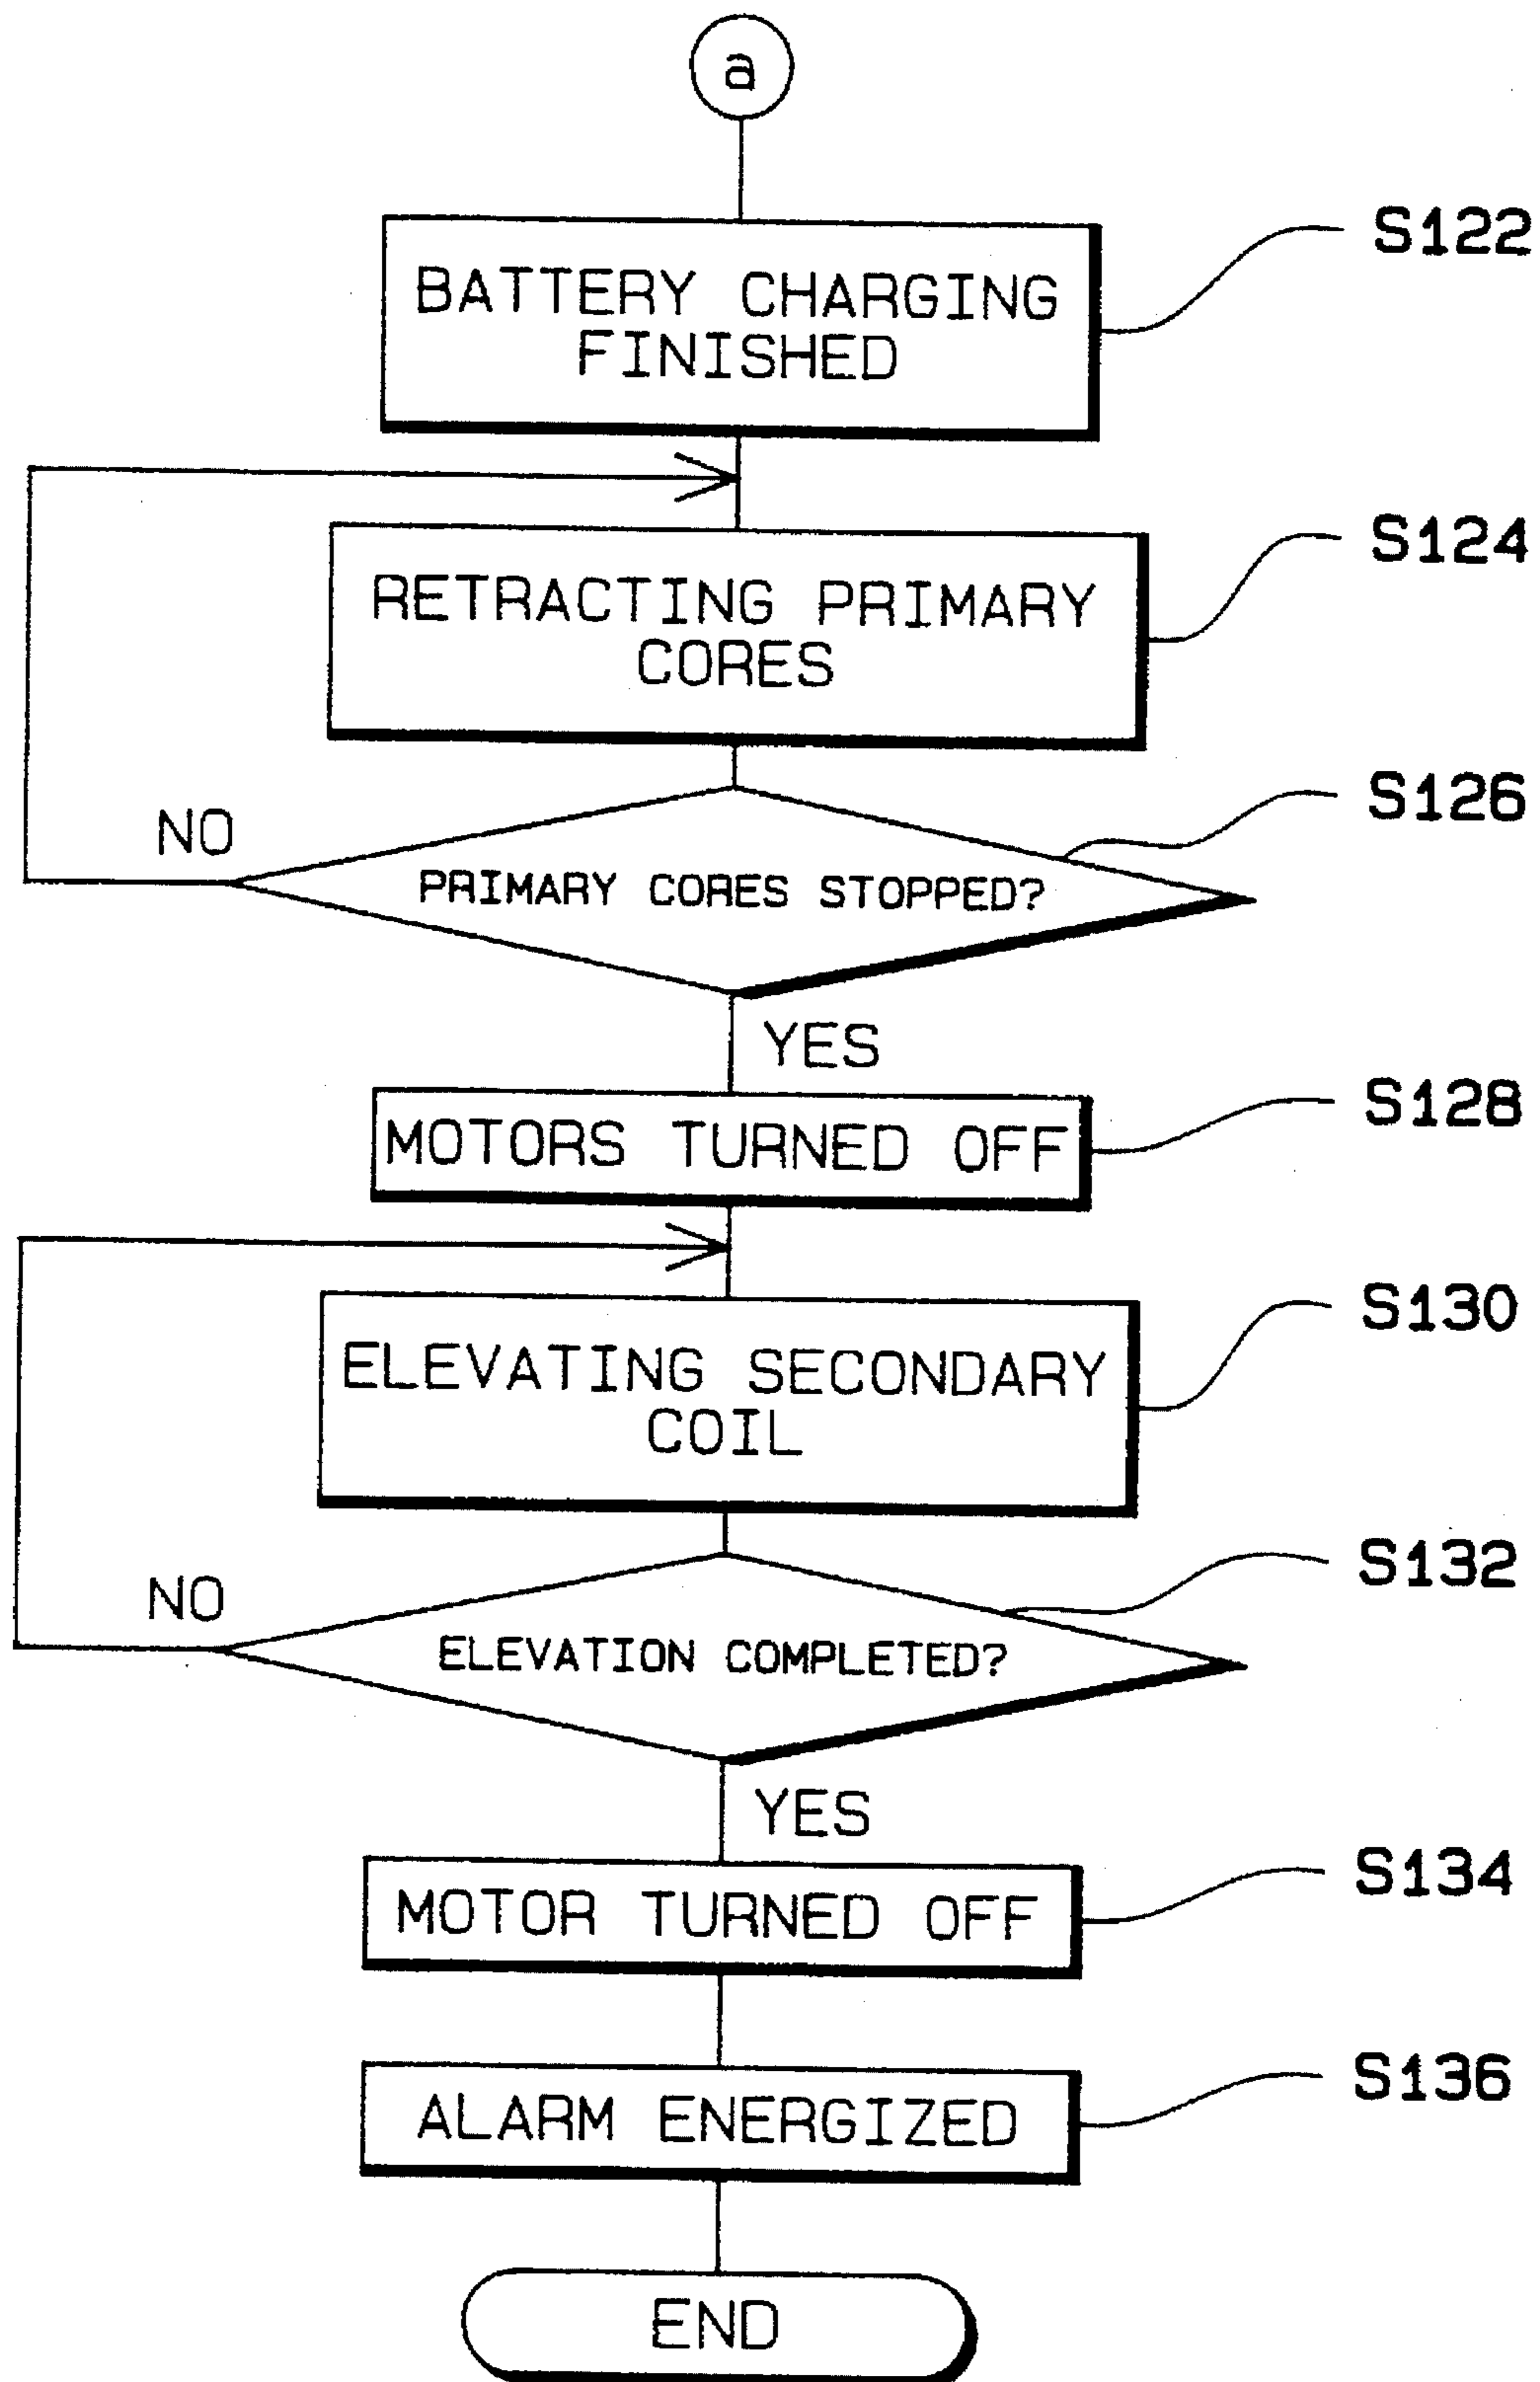 a
BATTERY CHARGING
FINISHED
S122
RETRACTING PRIMARY
CORES
S124
PRIMARY CORES STOPPED?
S126
NO
YES
MOTORS TURNED OFF
S128
ELEVATING SECONDARY
COIL
S130
ELEVATION COMPLETED?
S132
NO
YES
MOTOR TURNED OFF
S134
ALARM ENERGIZED
S136
END